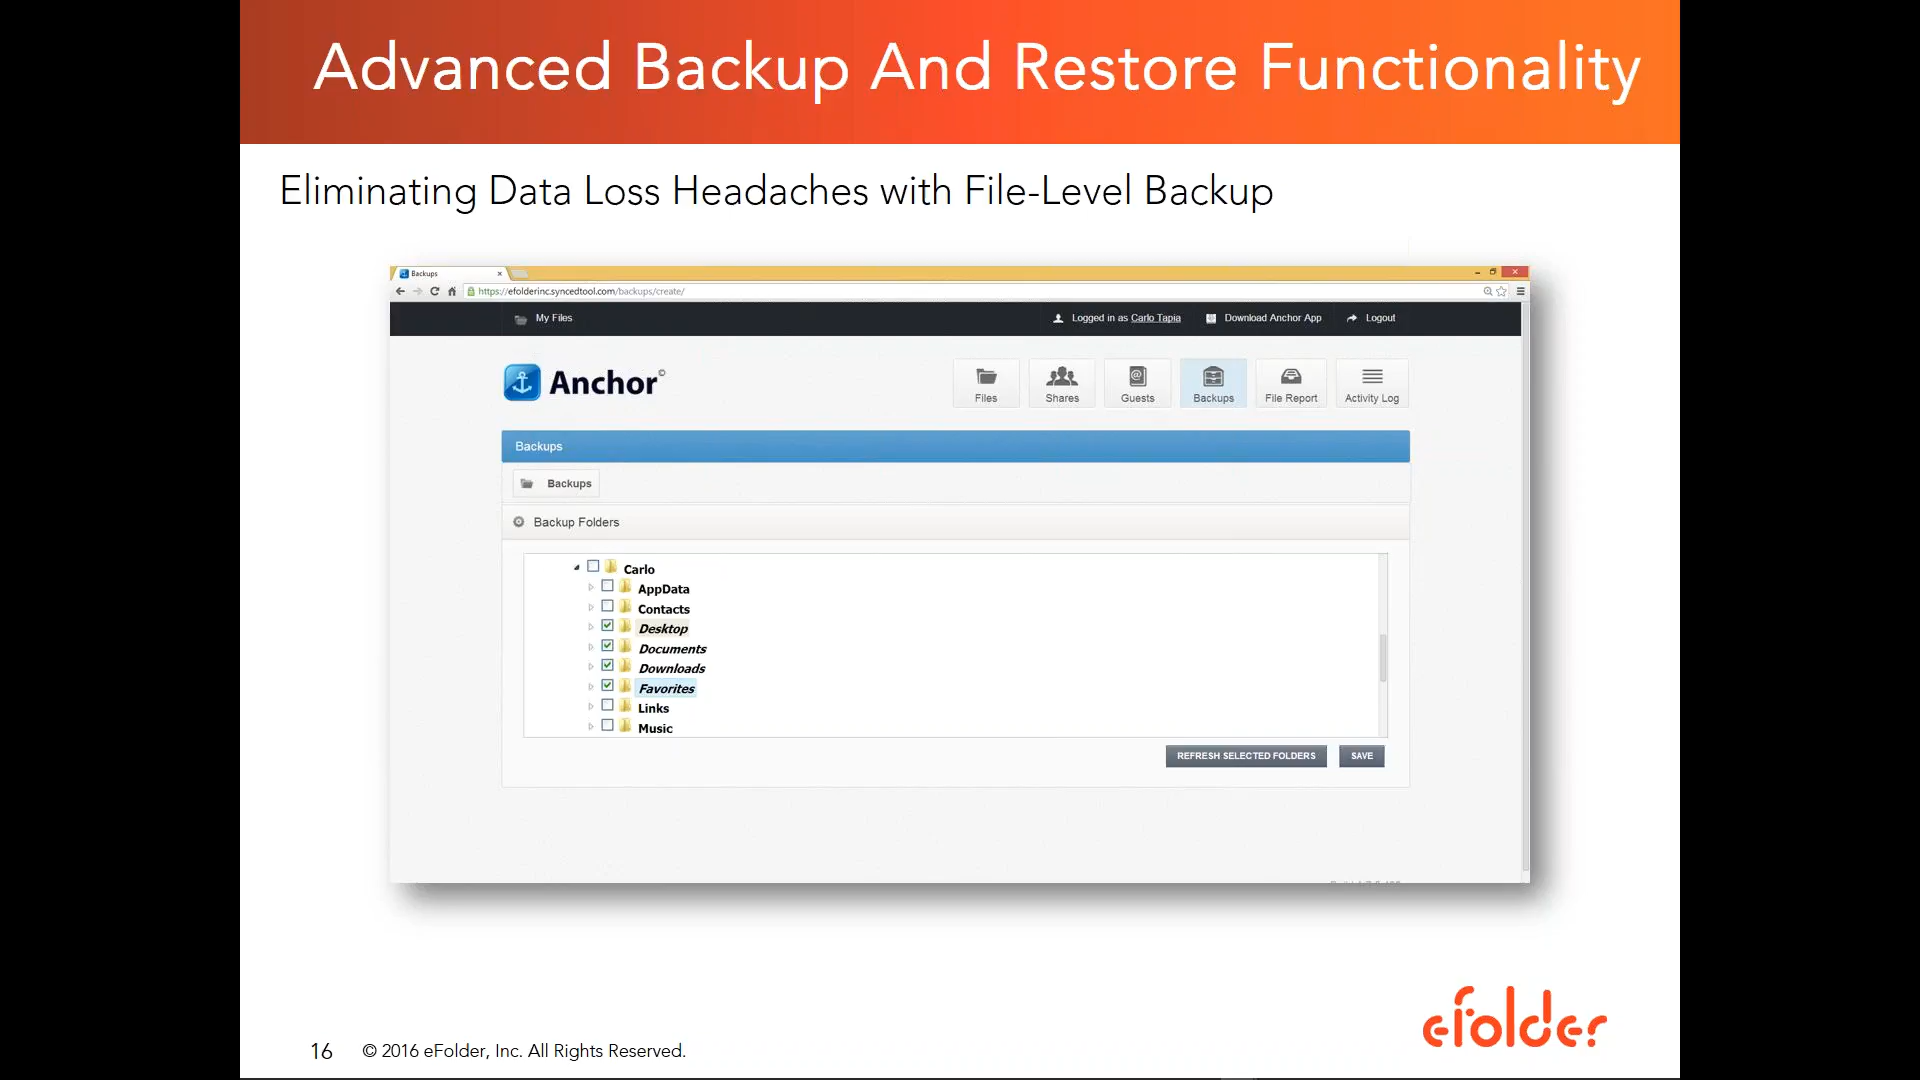 Advanced Backup And Restore Functionality
Eliminating Data Loss Headaches with File-Level Backup
Backups
https://efolderinc.syncedtool.com/backups/create/
My Files
Logged in as Carlo Tapia
Download Anchor App
Logout
Anchor©
Files
Shares
Guests
Backups
File Report
Activity Log
Backups
Backups
Backup Folders
Carlo
AppData
Contacts
Desktop
Documents
Downloads
Favorites
Links
Music
REFRESH SELECTED FOLDERS
SAVE
efolder
16
© 2016 eFolder, Inc. All Rights Reserved.